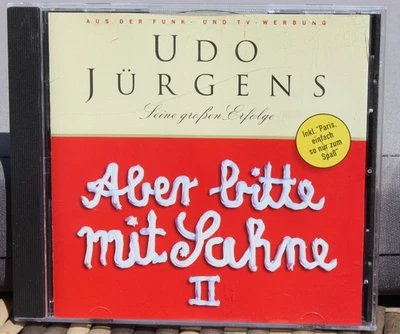 AUS DER FUNK- UND TV-WERBUNG
UDO
JÜRGENS
Seine großen Erfolge
Inkl. "Paris,
einfach
so nur zum
Spaß"
Aber bitte
mit Sahne
II